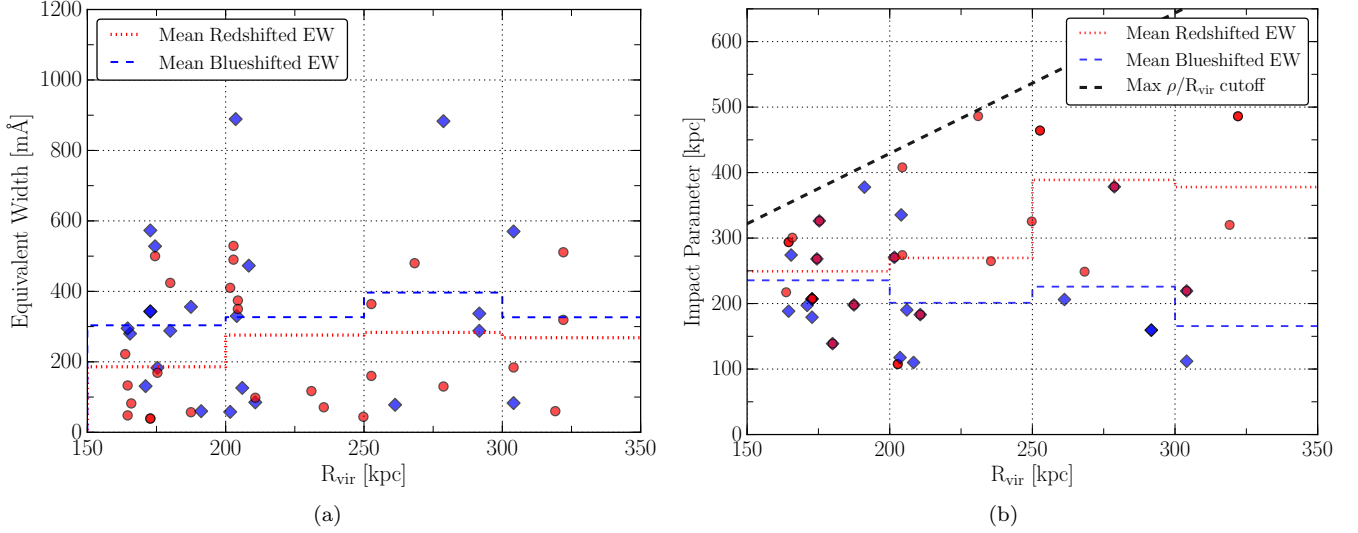 1200
1000
800
600
400
200
0
Equivalent Width [mÅ]
Mean Redshifted EW
Mean Blueshifted EW
150 200 250 300 350
R_vir [kpc]
(a)
600
500
400
300
200
100
0
Impact Parameter [kpc]
Mean Redshifted EW
Mean Blueshifted EW
Max ρ/R_vir cutoff
150 200 250 300 350
R_vir [kpc]
(b)